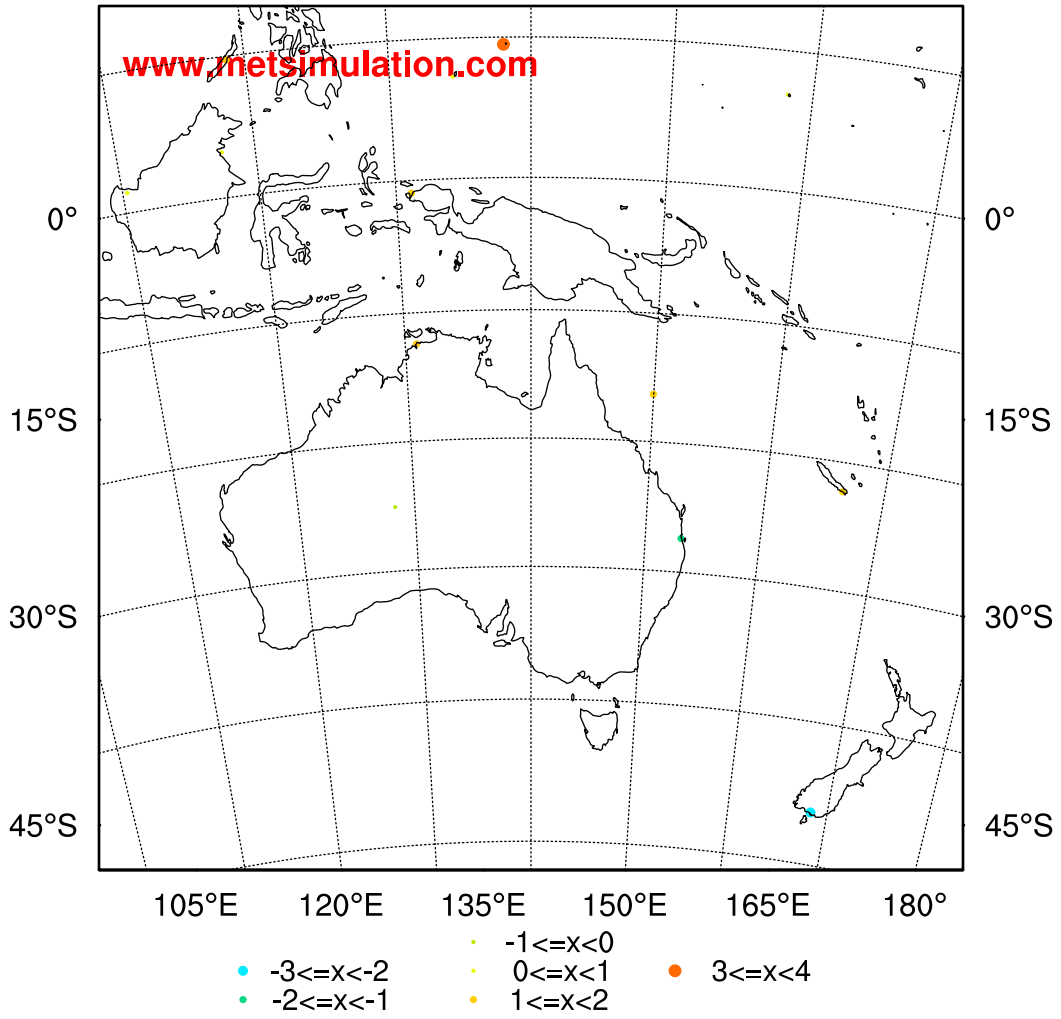 www.metsimulation.com
0° 0°
15°S 15°S
30°S 30°S
45°S 45°S
105°E 120°E 135°E 150°E 165°E 180°
-1<=x<0
-3<=x<-2 0<=x<1 3<=x<4
-2<=x<-1 1<=x<2